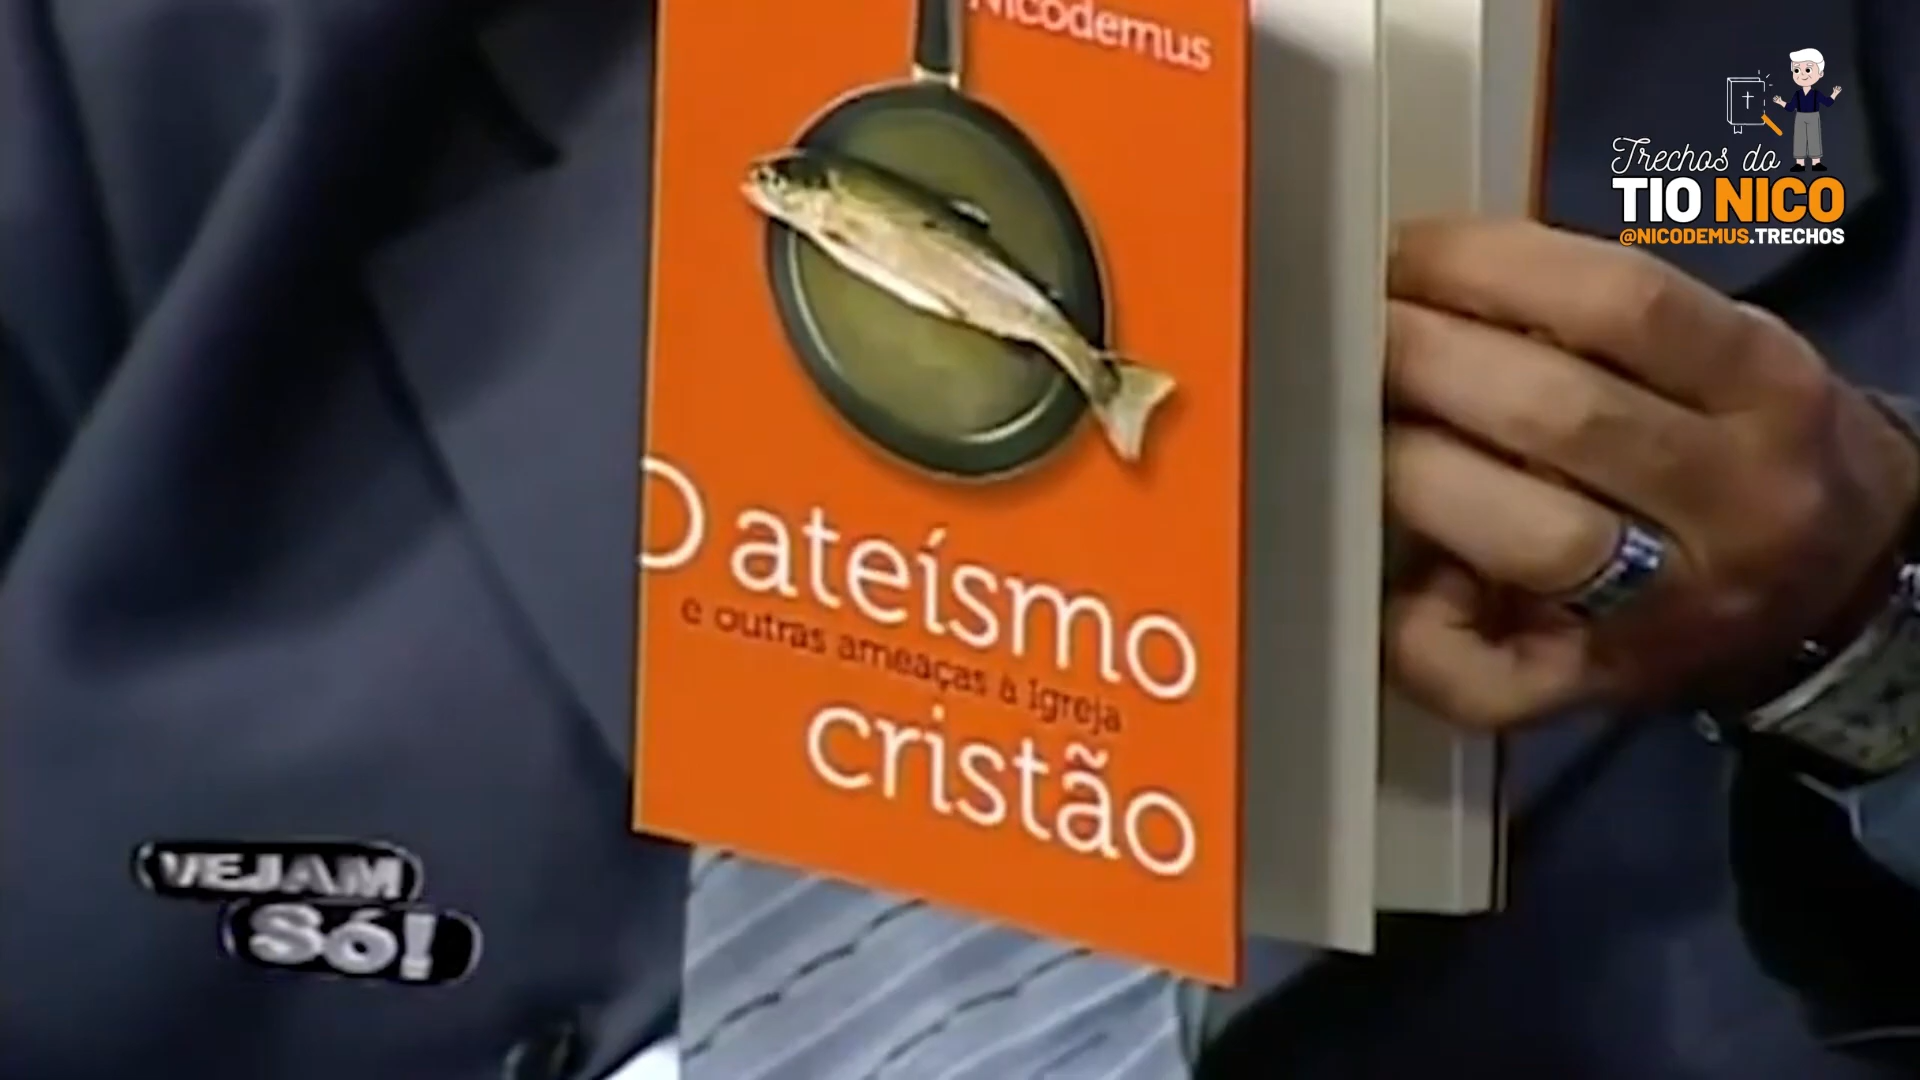 Nicodemus
O ateísmo
e outras ameaças à Igreja
cristão
Trechos do
TIO NICO
@NICODEMUS.TRECHOS
VEJAM
Só!